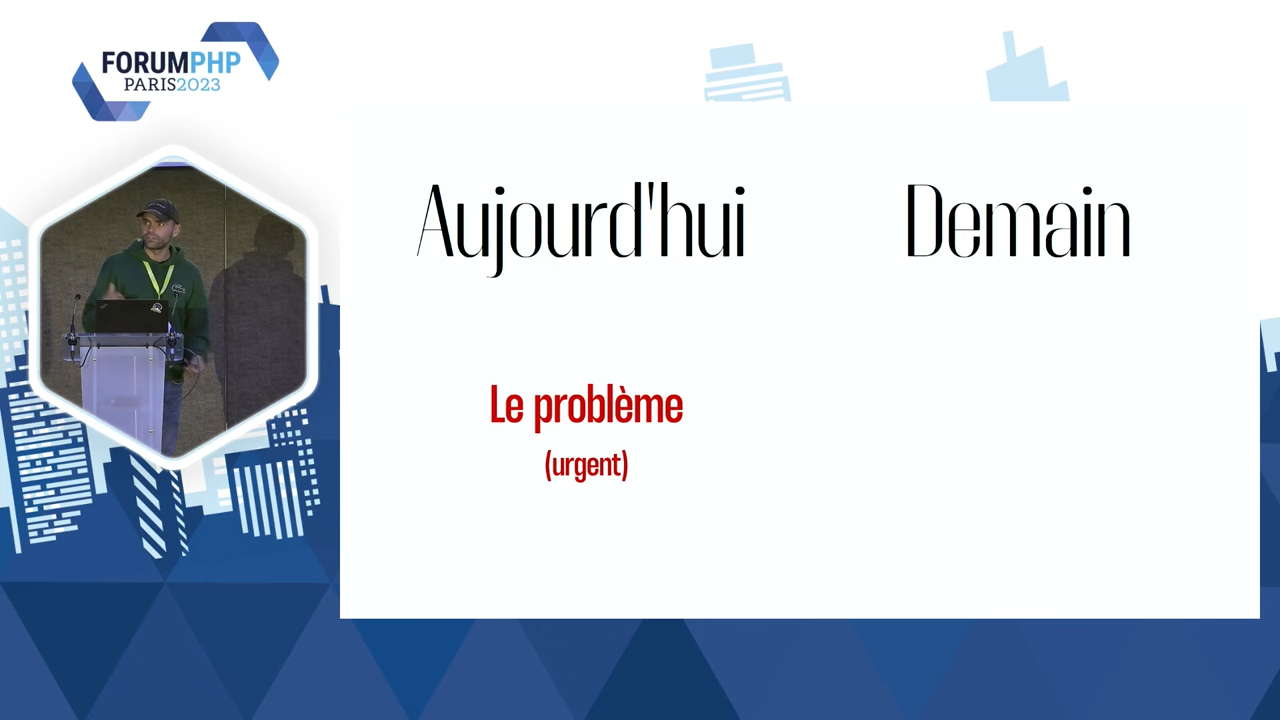 FORUMPHP
PARIS2023
Aujourd'hui
Demain
Le problème
(urgent)